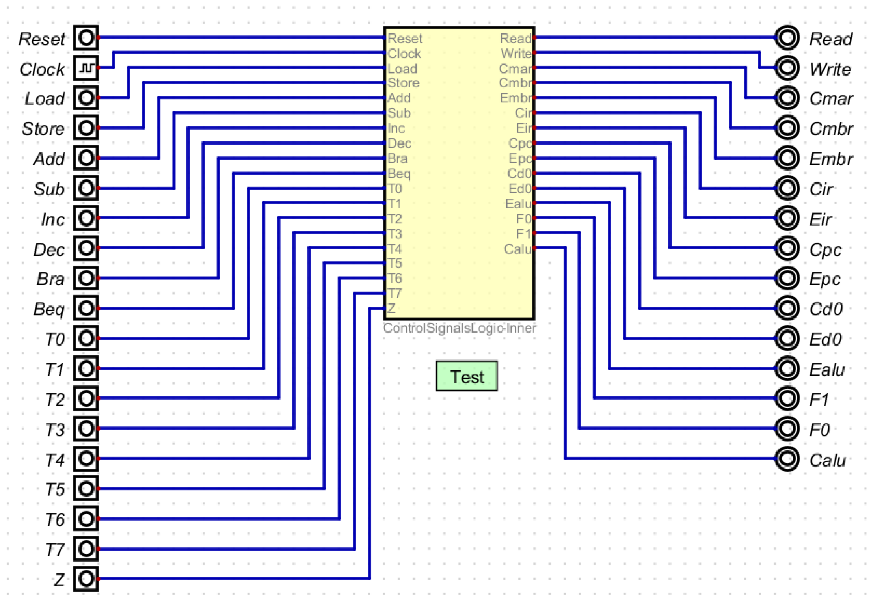 Reset
Clock
Load
Store
Add
Sub
Inc
Dec
Bra
Beq
T0
T1
T2
T3
T4
T5
T6
T7
Z
Reset
Clock
Load
Store
Add
Sub
Inc
Dec
Bra
Beq
T0
T1
T2
T3
T4
T5
T6
T7
Z
Read
Write
Cmar
Cmbr
Embr
Cir
Eir
Cpc
Epc
Cd0
Ed0
Ealu
F0
F1
Calu
ControlSignalsLogic-Inner
Test
Read
Write
Cmar
Cmbr
Embr
Cir
Eir
Cpc
Epc
Cd0
Ed0
Ealu
F1
F0
Calu